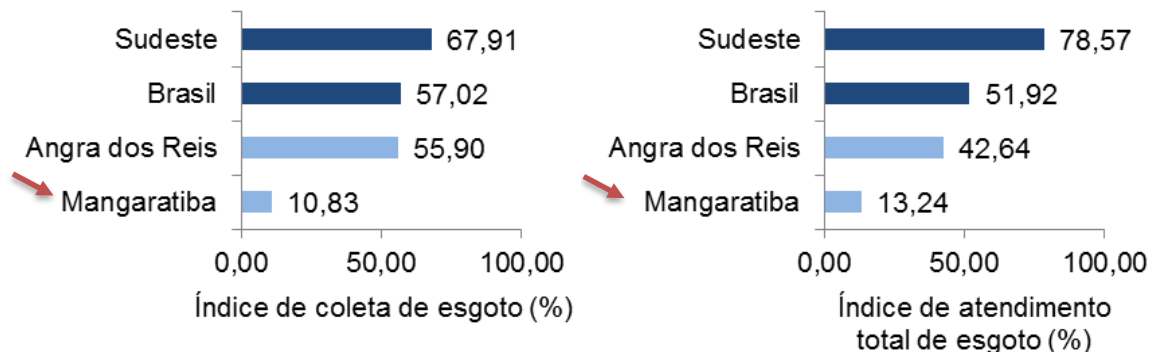 Sudeste 67,91
Brasil 57,02
Angra dos Reis 55,90
Mangaratiba 10,83
0,00 50,00 100,00
Índice de coleta de esgoto (%)
Sudeste 78,57
Brasil 51,92
Angra dos Reis 42,64
Mangaratiba 13,24
0,00 50,00 100,00
Índice de atendimento
total de esgoto (%)